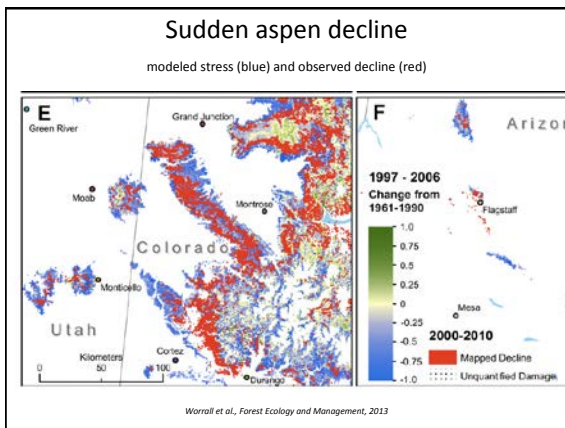 Sudden aspen decline
modeled stress (blue) and observed decline (red)
E
Green River
Grand Junction
Moab
Montrose
Colorado
Monticello
Utah
Kilometers
Cortez
0 50 100
Durango
F
Arizon
1997 - 2006
Change from
1961-1990
Flagstaff
1.0
0.75
0.5
0.25
0
-0.25
-0.5
-0.75
-1.0
Mesa
2000-2010
Mapped Decline
Unquantified Damage
Worrall et al., Forest Ecology and Management, 2013